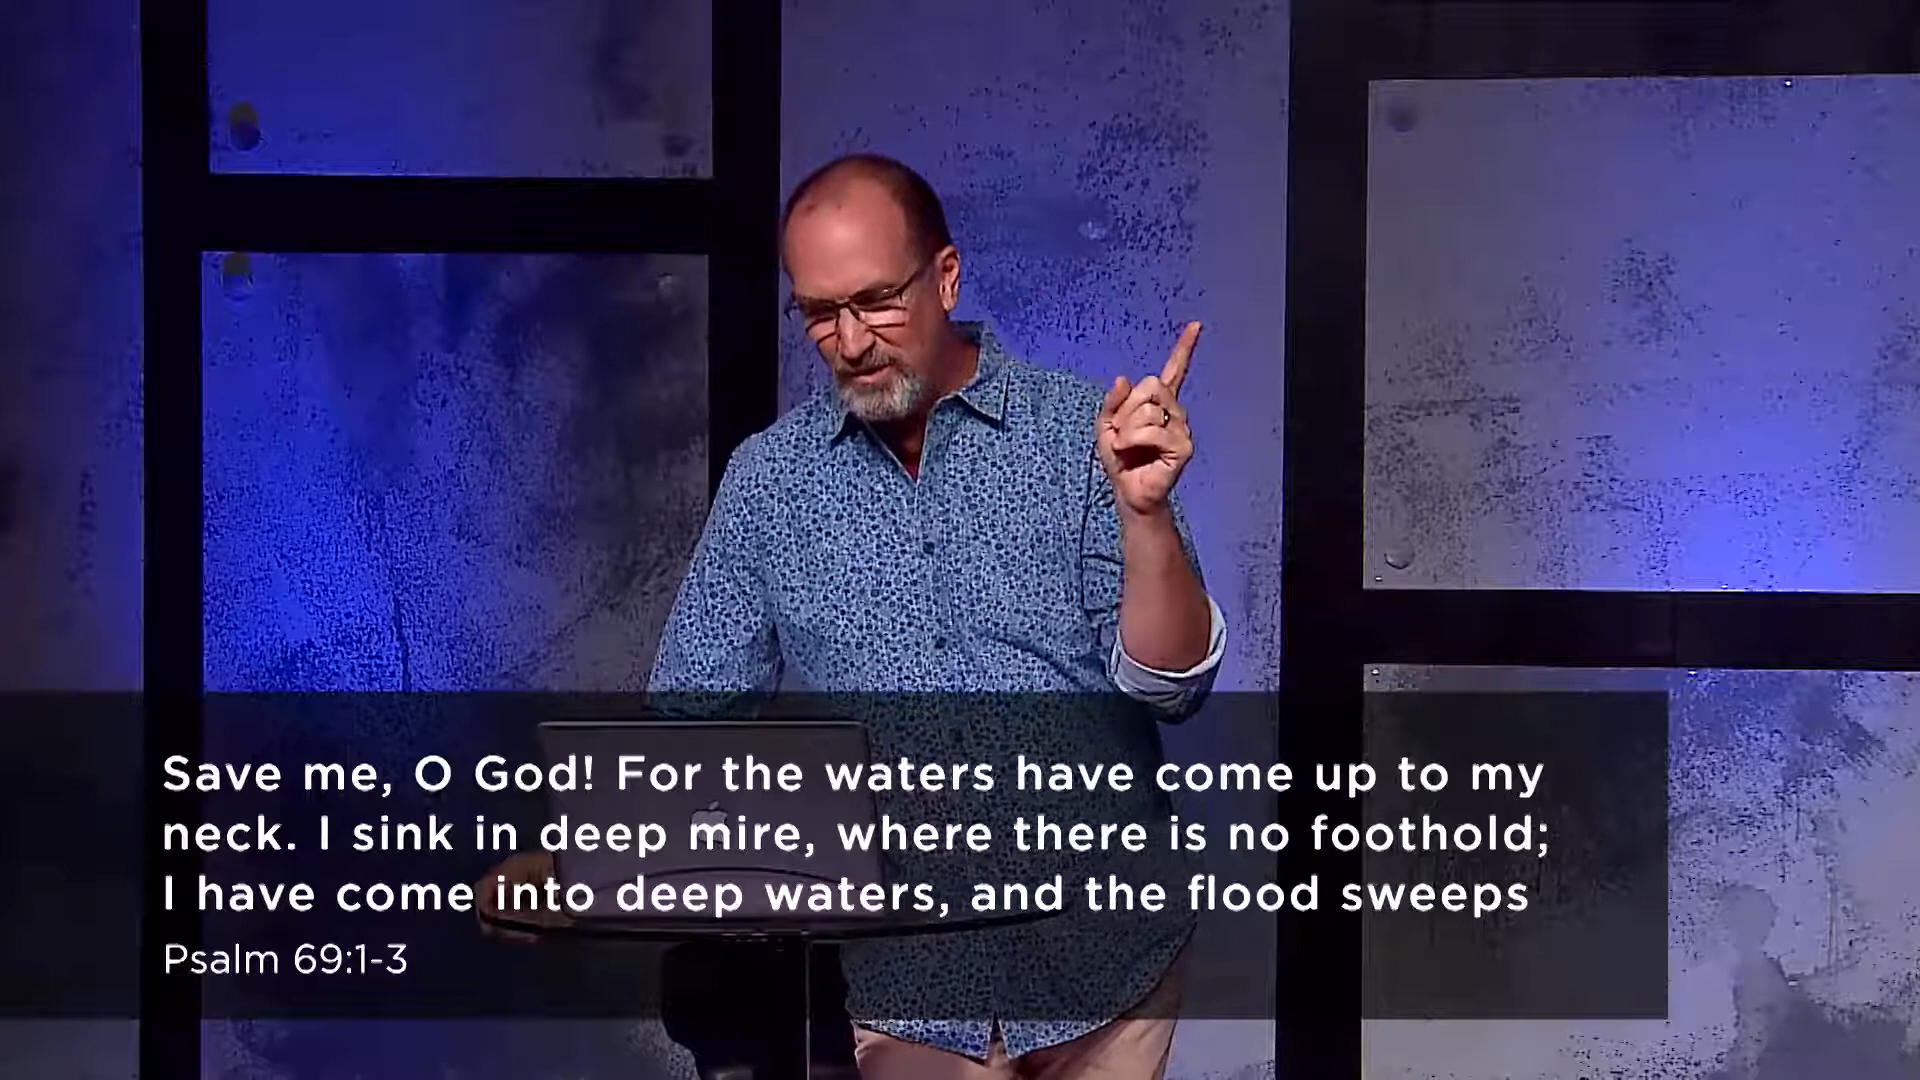 Save me, O God! For the waters have come up to my
neck. I sink in deep mire, where there is no foothold;
I have come into deep waters, and the flood sweeps
Psalm 69:1-3